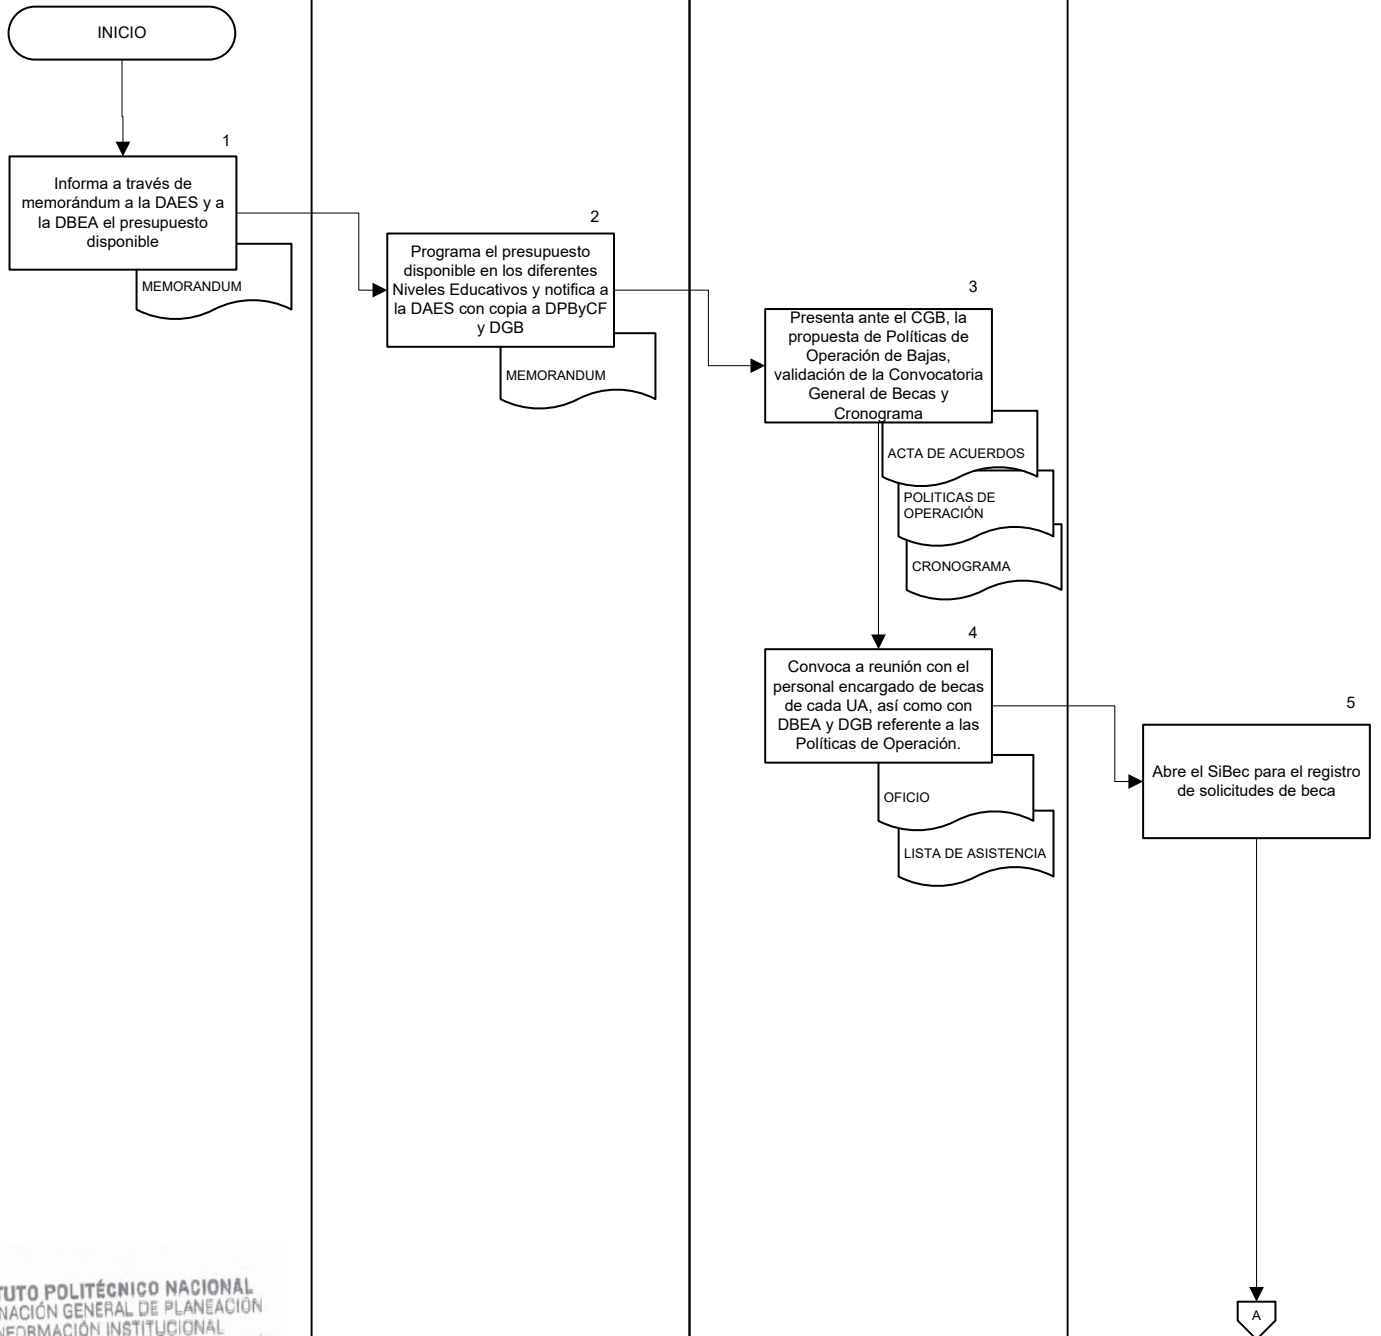 INICIO
1
Informa a través de
memorándum a la DAES y a
la DBEA el presupuesto
disponible
MEMORANDUM
2
Programa el presupuesto
disponible en los diferentes
Niveles Educativos y notifica a
la DAES con copia a DPByCF
y DGB
MEMORANDUM
3
Presenta ante el CGB, la
propuesta de Políticas de
Operación de Bajas,
validación de la Convocatoria
General de Becas y
Cronograma
ACTA DE ACUERDOS
POLITICAS DE
OPERACIÓN
CRONOGRAMA
4
Convoca a reunión con el
personal encargado de becas
de cada UA, así como con
DBEA y DGB referente a las
Políticas de Operación.
OFICIO
LISTA DE ASISTENCIA
5
Abre el SiBec para el registro
de solicitudes de beca
A
TUTO POLITÉCNICO NACIONAL
NACIÓN GENERAL DE PLANEACIÓN
NFORMACIÓN INSTITUCIONAL